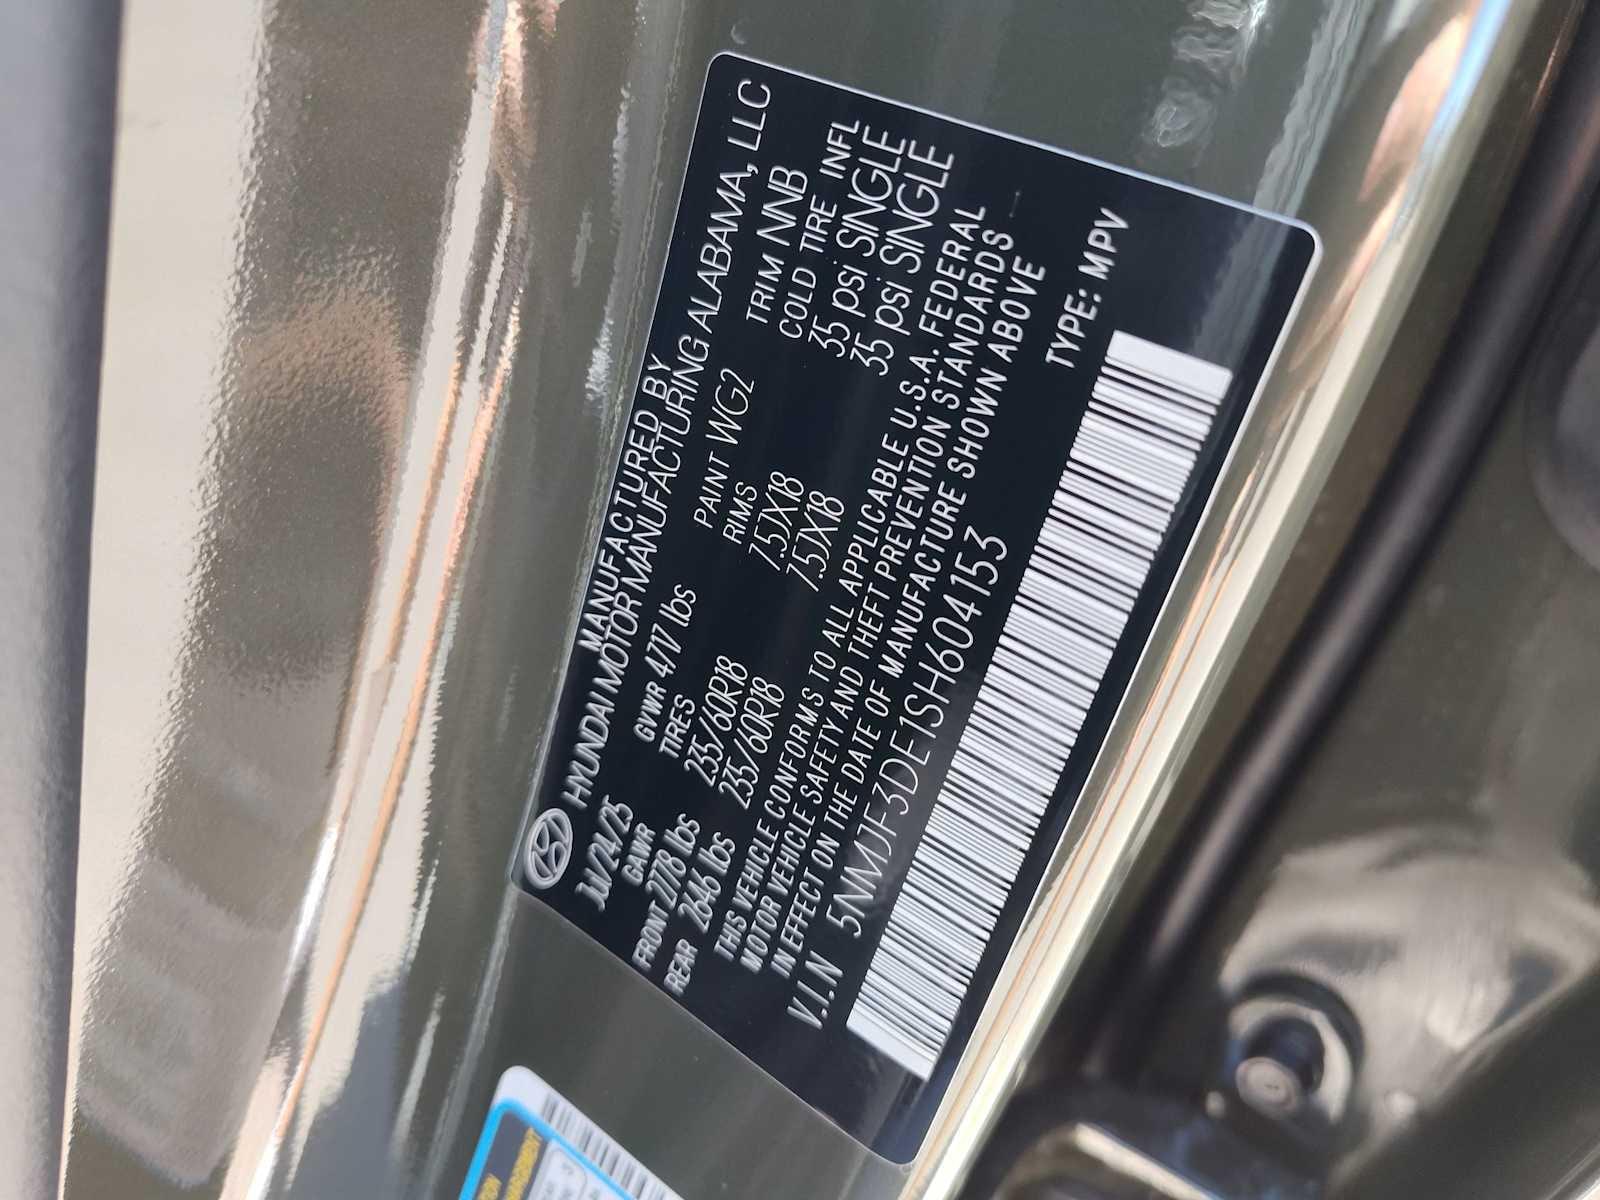 MANUFACTURED BY
HYUNDAI MOTOR MANUFACTURING ALABAMA, LLC
JUL/24/25 GVWR 4717 lbs PAINT WG2 TRIM NNB
GAWR TIRES RIMS COLD TIRE INFL
FRONT 2778 lbs 235/60R18 7.5JX18 35 psi SINGLE
REAR 2646 lbs 235/60R18 7.5JX18 35 psi SINGLE
THIS VEHICLE CONFORMS TO ALL APPLICABLE U.S.A. FEDERAL
MOTOR VEHICLE SAFETY AND THEFT PREVENTION STANDARDS
IN EFFECT ON THE DATE OF MANUFACTURE SHOWN ABOVE
V.I.N 5NMJF3DE1SH604153 TYPE: MPV